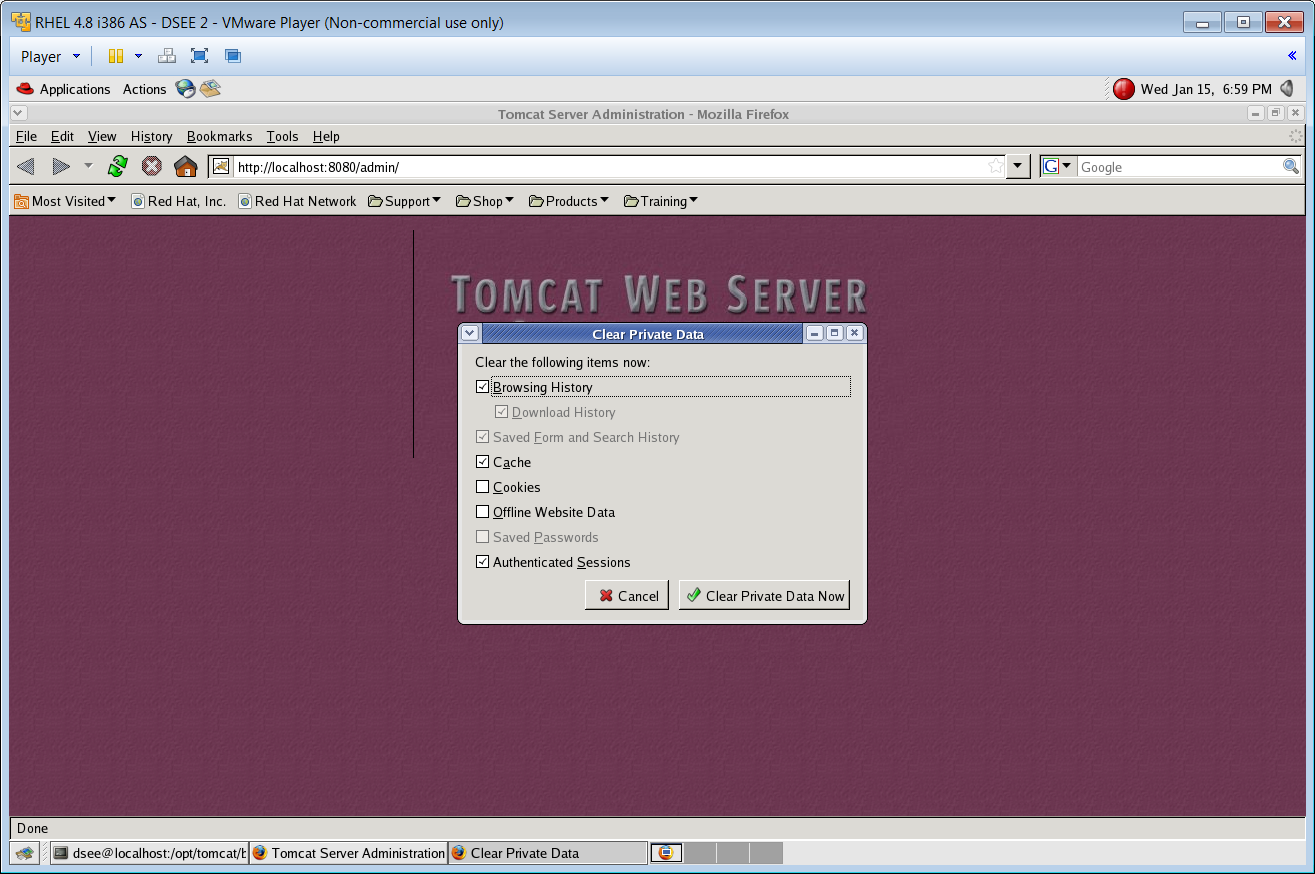 RHEL 4.8 i386 AS - DSEE 2 - VMware Player (Non-commercial use only)
Player
Applications Actions Wed Jan 15, 6:59 PM
Tomcat Server Administration - Mozilla Firefox
File Edit View History Bookmarks Tools Help
http://localhost:8080/admin/ G Google
Most Visited Red Hat, Inc. Red Hat Network Support Shop Products Training
TOMCAT WEB SERVER
Clear Private Data
Clear the following items now:
Browsing History
Download History
Saved Form and Search History
Cache
Cookies
Offline Website Data
Saved Passwords
Authenticated Sessions
Cancel Clear Private Data Now
Done
dsee@localhost:/opt/tomcat/b Tomcat Server Administration Clear Private Data